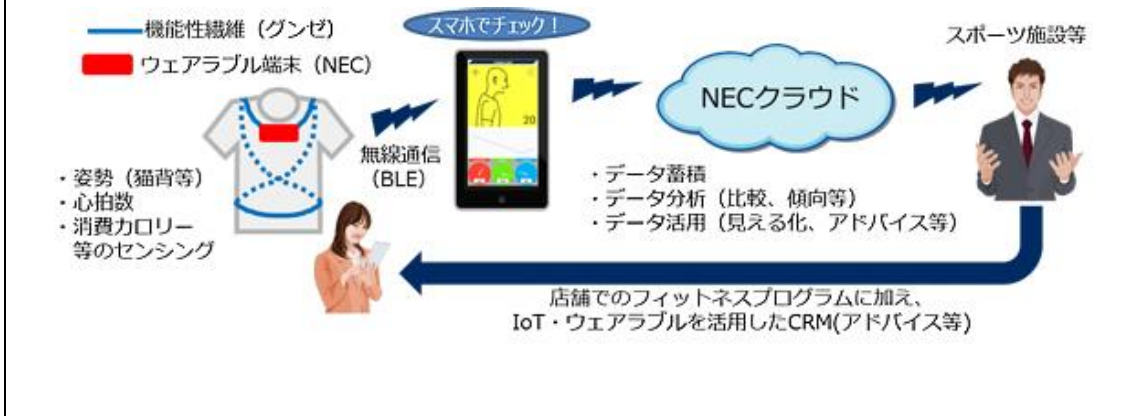 機能性繊維（グンゼ）
ウェアラブル端末（NEC）
スマホでチェック！
スポーツ施設等
NECクラウド
無線通信
（BLE）
20
・姿勢（猫背等）
・心拍数
・消費カロリー
等のセンシング
・データ蓄積
・データ分析（比較、傾向等）
・データ活用（見える化、アドバイス等）
店舗でのフィットネスプログラムに加え、
IoT・ウェアラブルを活用したCRM(アドバイス等)